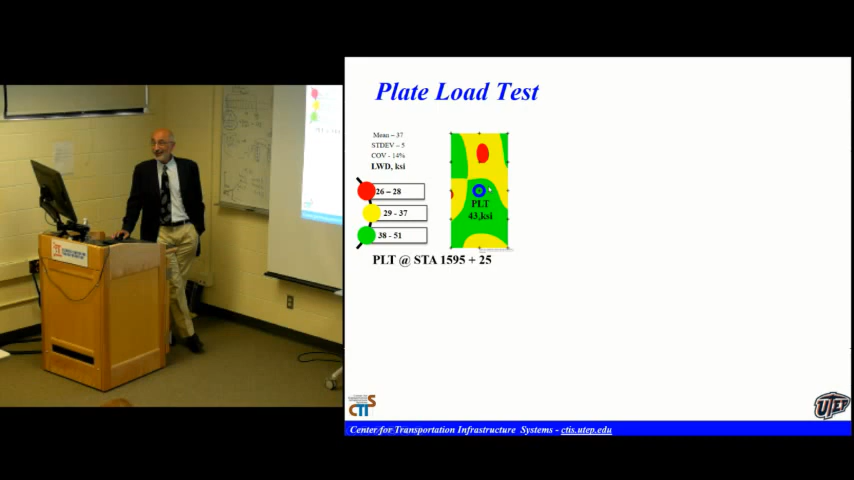 Plate Load Test
Mean – 37
STDEV – 5
COV - 14%
LWD, ksi
26 – 28
29 - 37
38 - 51
PLT
43,ksi
PLT @ STA 1595 + 25
CTIS
UTEP
Center for Transportation Infrastructure Systems - ctis.utep.edu